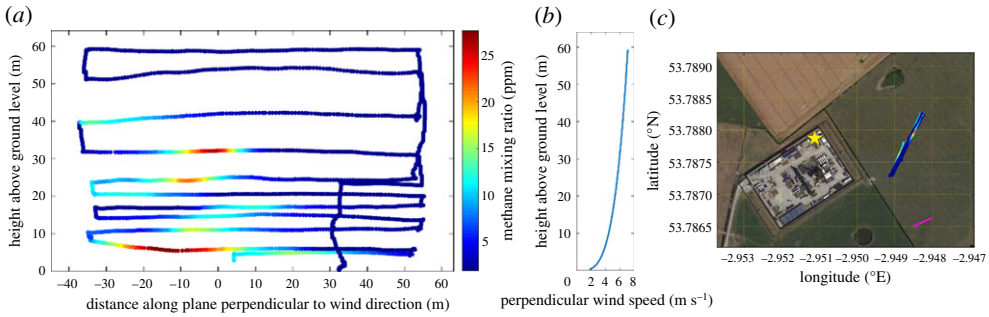 (a)
height above ground level (m)
60
50
40
30
20
10
0
−40 −30 −20 −10 0 10 20 30 40 50 60
distance along plane perpendicular to wind direction (m)
25
20
15
10
5
methane mixing ratio (ppm)
(b)
height above ground level (m)
60
50
40
30
20
10
0
2 4 6 8
perpendicular wind speed (m s⁻¹)
(c)
latitude (°N)
53.7890
53.7885
53.7880
53.7875
53.7870
53.7865
−2.953 −2.952 −2.951 −2.950 −2.949 −2.948 −2.947
longitude (°E)